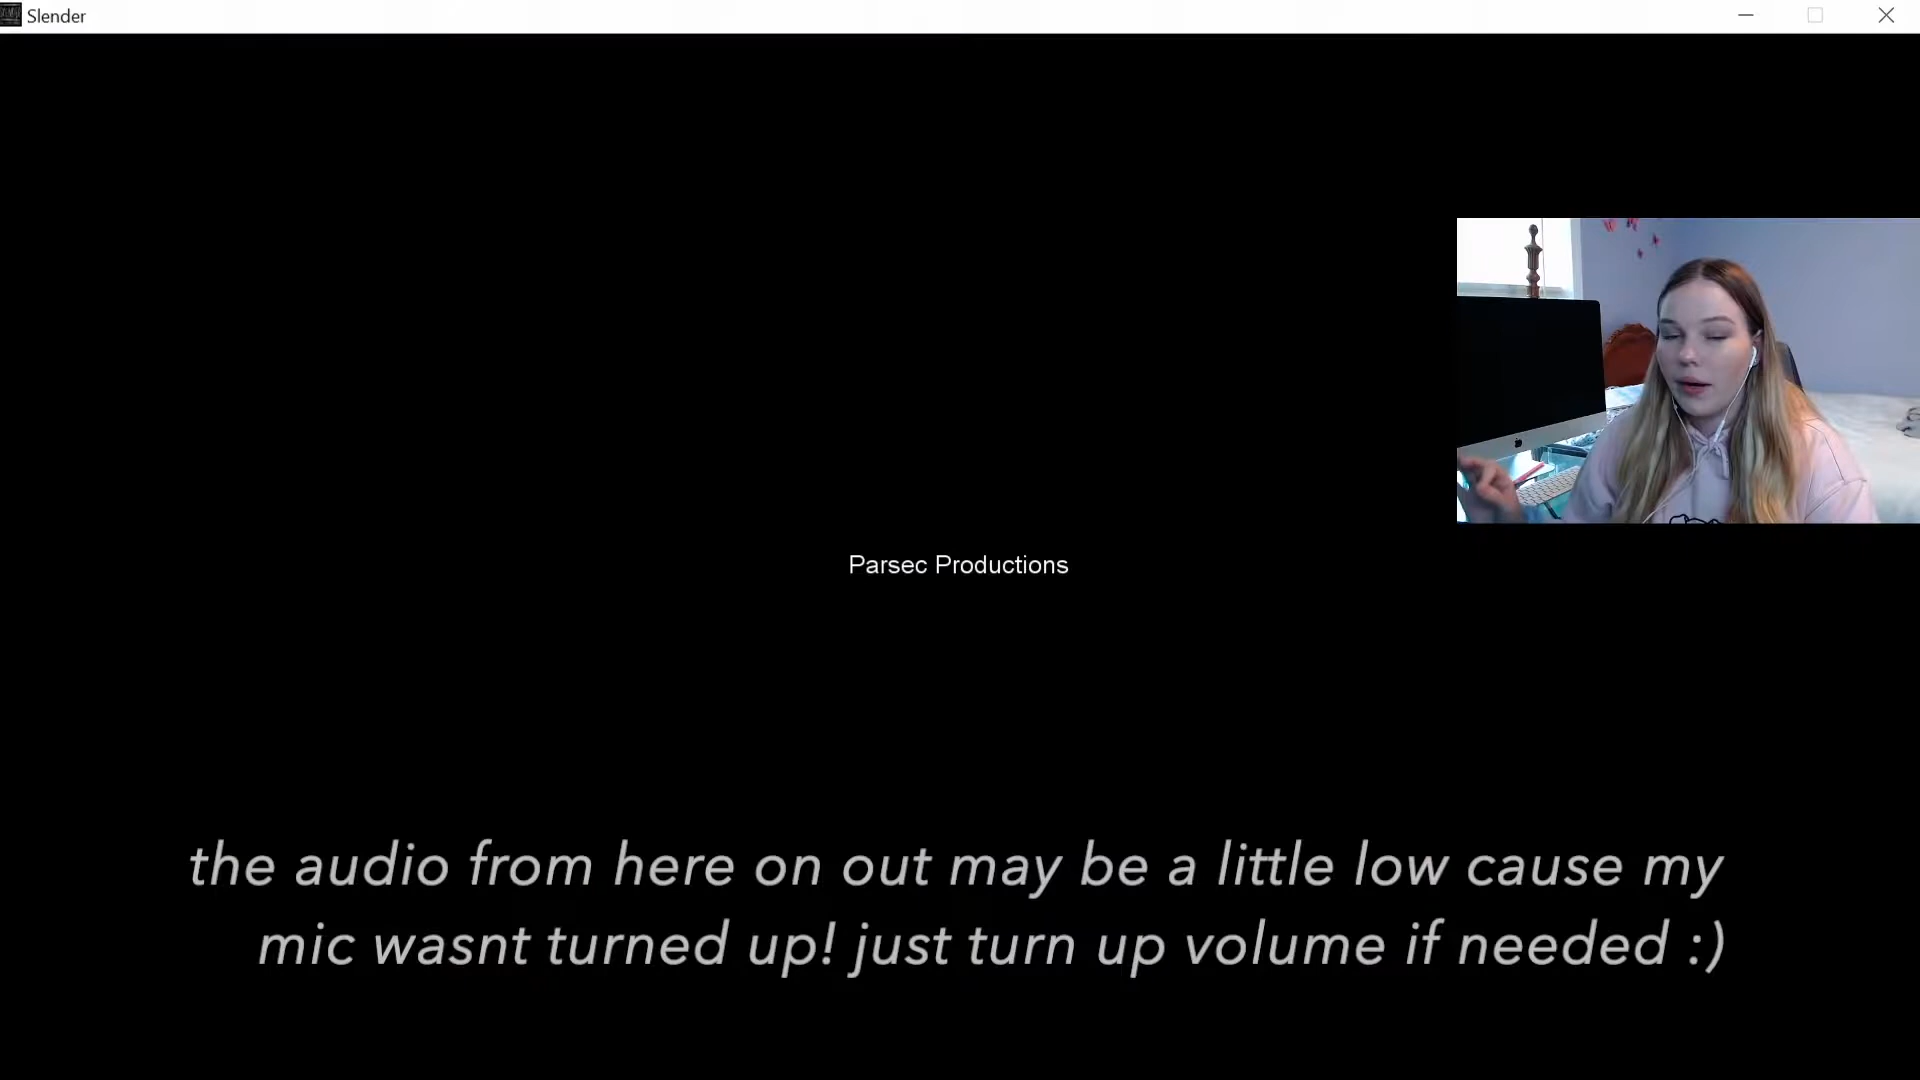 Slender
Parsec Productions
the audio from here on out may be a little low cause my
mic wasnt turned up! just turn up volume if needed :)